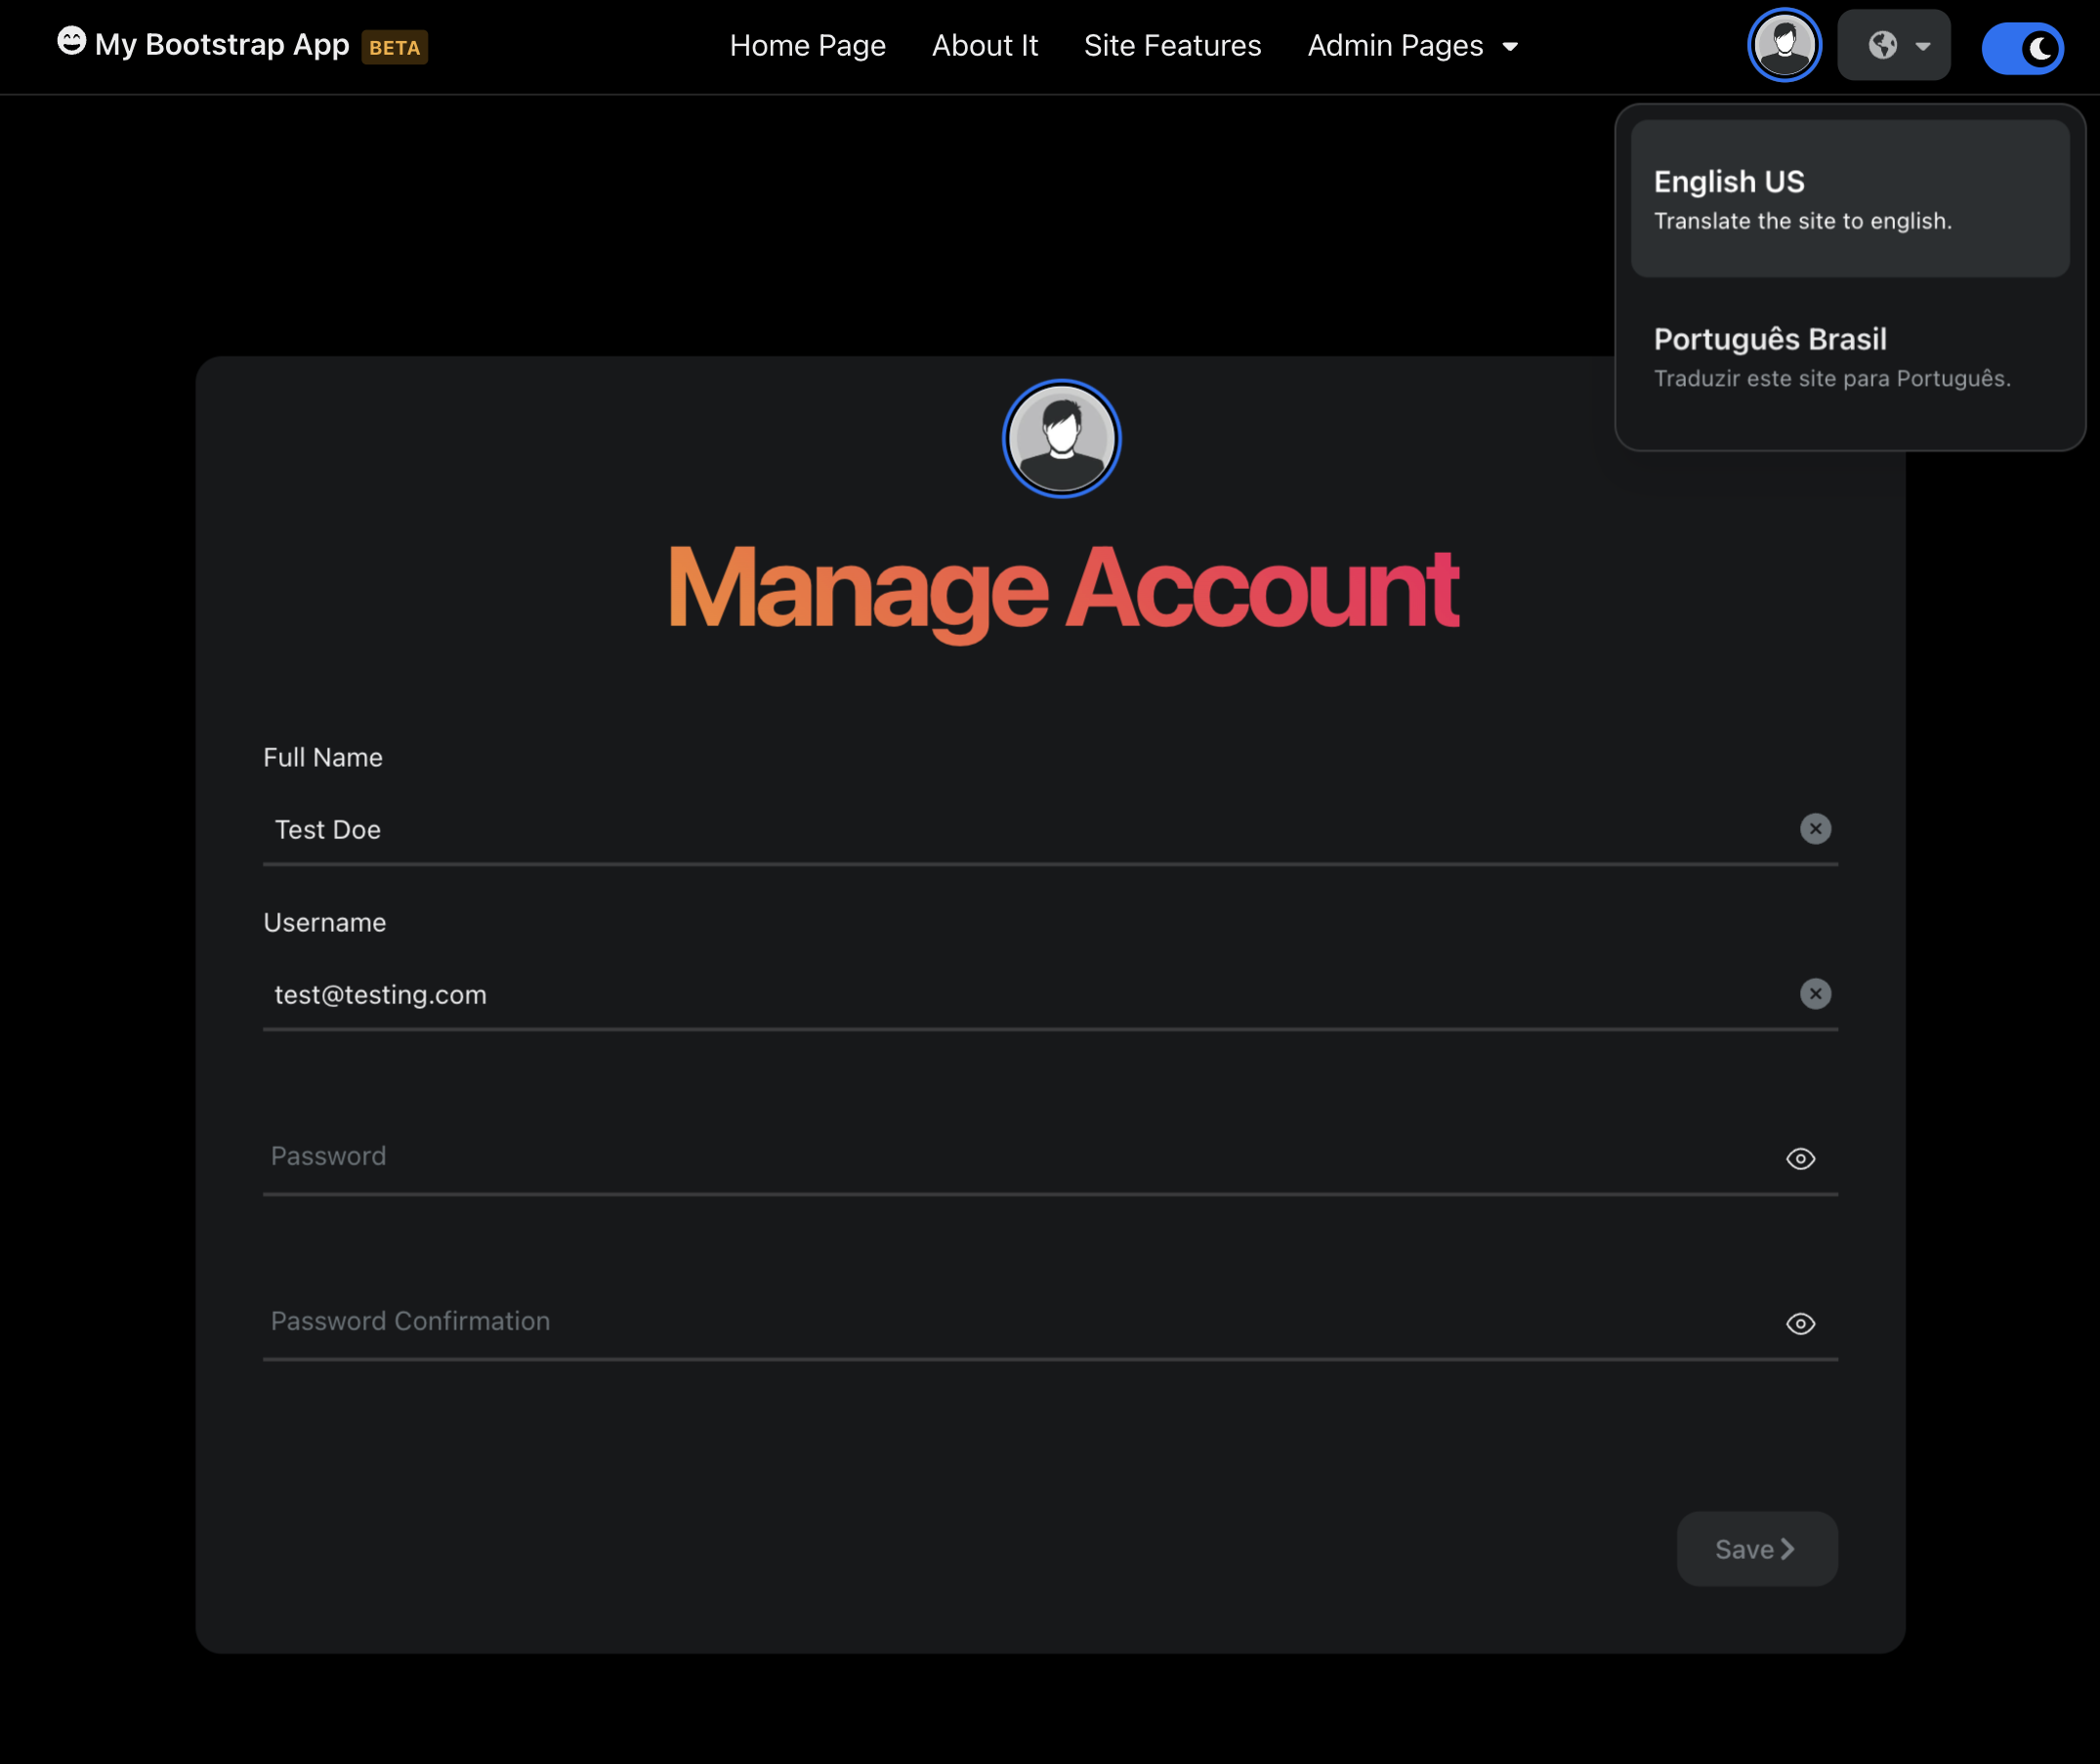 My Bootstrap App BETA
Home Page About It Site Features Admin Pages
English US
Translate the site to english.
Português Brasil
Traduzir este site para Português.
Manage Account
Full Name
Test Doe
Username
test@testing.com
Password
Password Confirmation
Save